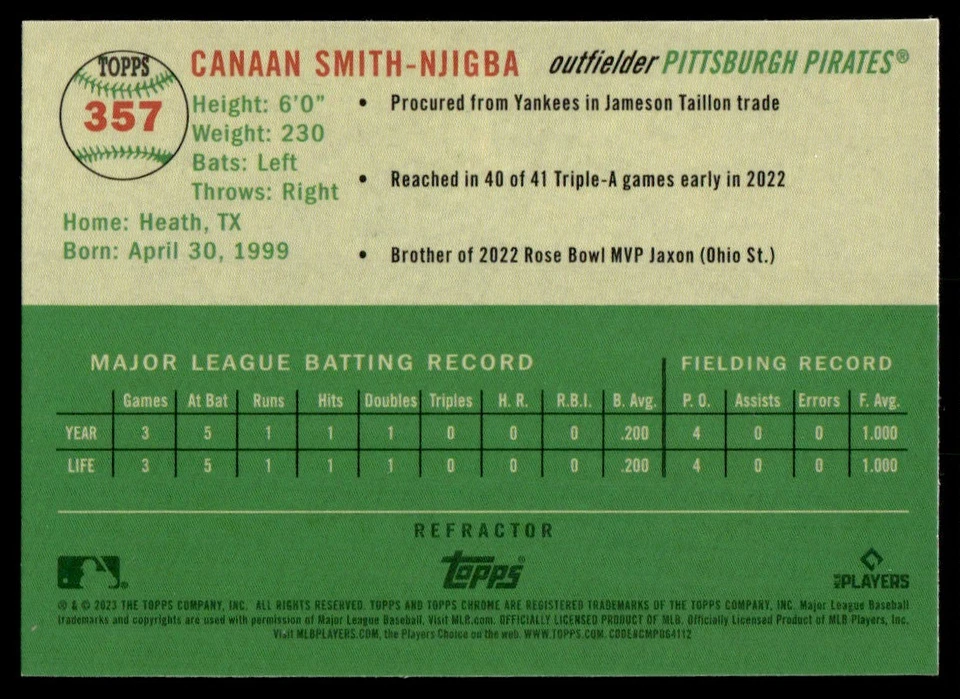 TOPPS
357
CANAAN SMITH-NJIGBA outfielder PITTSBURGH PIRATES®
Height: 6'0"
Weight: 230
Bats: Left
Throws: Right
Home: Heath, TX
Born: April 30, 1999
• Procured from Yankees in Jameson Taillon trade
• Reached in 40 of 41 Triple-A games early in 2022
• Brother of 2022 Rose Bowl MVP Jaxon (Ohio St.)
MAJOR LEAGUE BATTING RECORD FIELDING RECORD
Games At Bat Runs Hits Doubles Triples H. R. R.B.I. B. Avg. P. O. Assists Errors F. Avg.
YEAR 3 5 1 1 1 0 0 0 .200 4 0 0 1.000
LIFE 3 5 1 1 1 0 0 0 .200 4 0 0 1.000
REFRACTOR
Topps®
PLAYERS
® & © 2023 THE TOPPS COMPANY, INC. ALL RIGHTS RESERVED. TOPPS AND TOPPS CHROME ARE REGISTERED TRADEMARKS OF THE TOPPS COMPANY, INC. Major League Baseball
trademarks and copyrights are used with permission of Major League Baseball. Visit MLB.com. OFFICIALLY LICENSED PRODUCT OF MLB Players, Inc.
Visit MLBPLAYERS.COM, the Players Choice on the web. WWW.TOPPS.COM. CODE#CMP064112